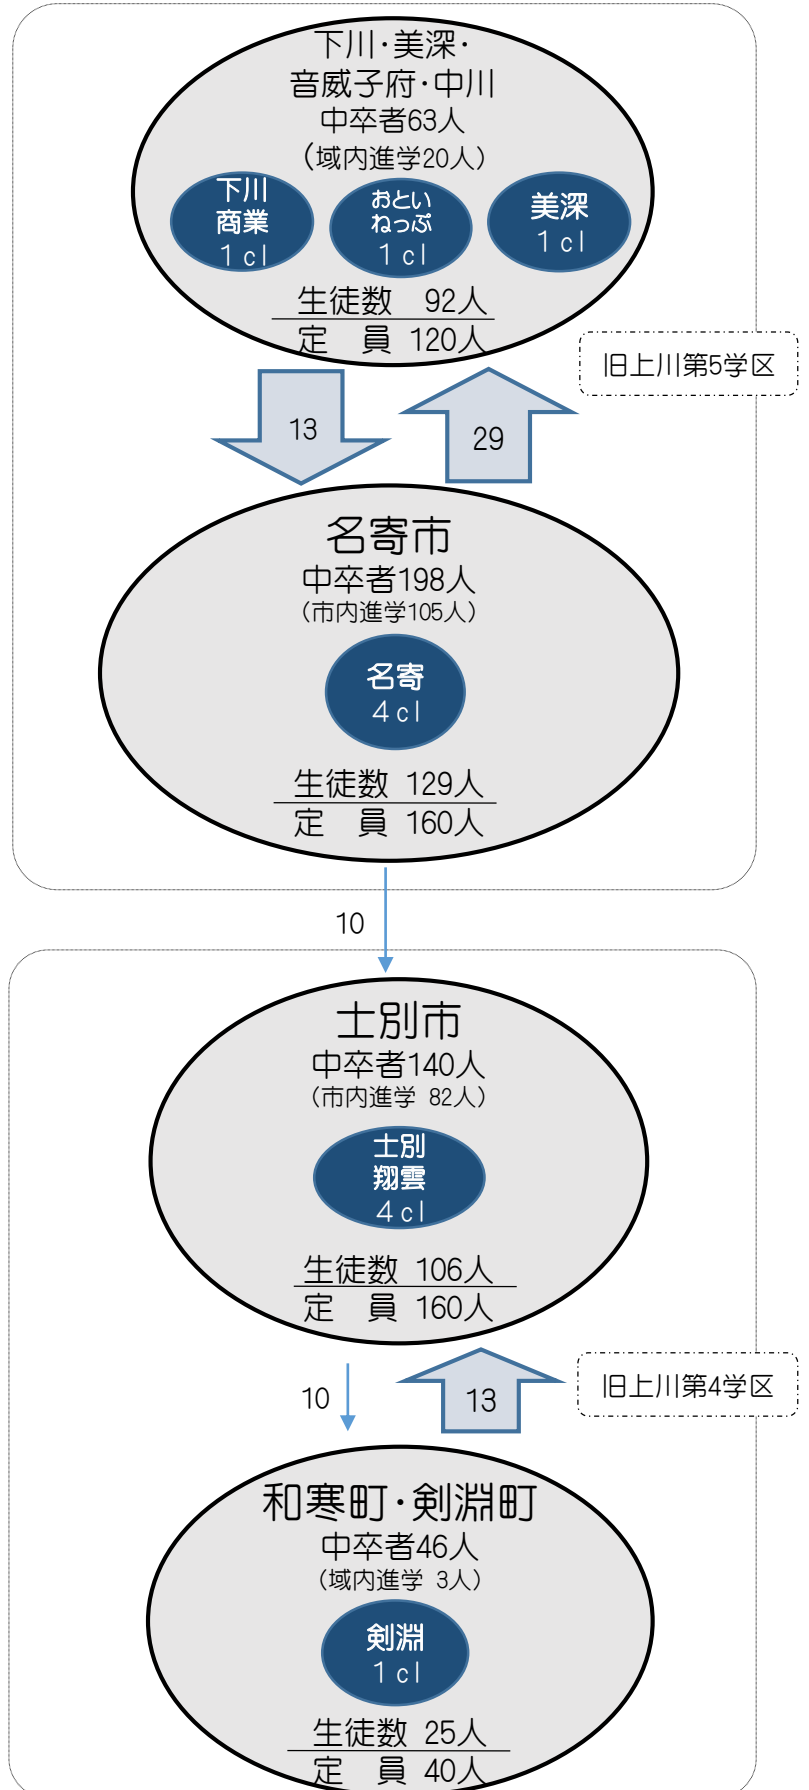 下川・美深・
音威子府・中川
中卒者63人
（域内進学20人）
下川
商業
１cl
おとい
ねっぷ
１cl
美深
１cl
生徒数　92人
定　員 120人
旧上川第5学区
13
29
名寄市
中卒者198人
（市内進学105人）
名寄
４cl
生徒数 129人
定　員 160人
10
士別市
中卒者140人
（市内進学 82人）
士別
翔雲
４cl
生徒数 106人
定　員 160人
10
13
旧上川第4学区
和寒町・剣淵町
中卒者46人
（域内進学 3人）
剣淵
１cl
生徒数 25人
定　員 40人